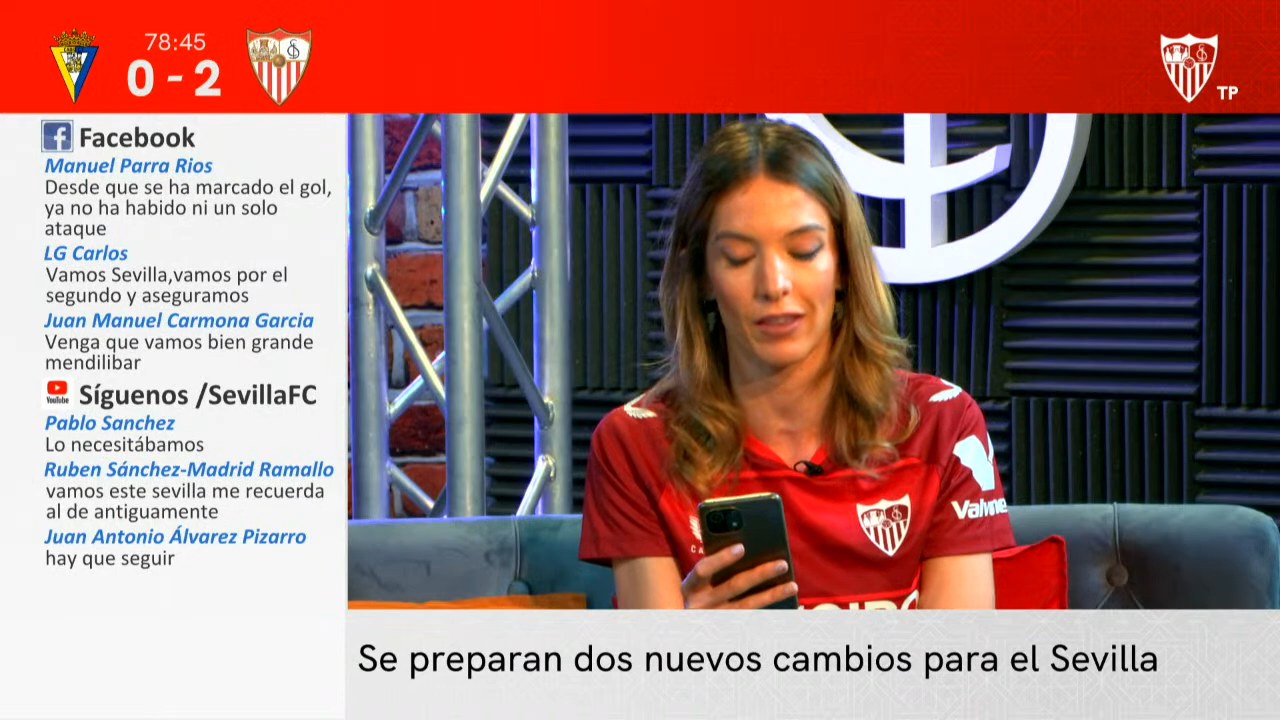 78:45
0 - 2
TP
Facebook
Manuel Parra Rios
Desde que se ha marcado el gol,
ya no ha habido ni un solo
ataque
LG Carlos
Vamos Sevilla,vamos por el
segundo y aseguramos
Juan Manuel Carmona Garcia
Venga que vamos bien grande
mendilibar
YouTube
Síguenos /SevillaFC
Pablo Sanchez
Lo necesitábamos
Ruben Sánchez-Madrid Ramallo
vamos este sevilla me recuerda
al de antiguamente
Juan Antonio Álvarez Pizarro
hay que seguir
Se preparan dos nuevos cambios para el Sevilla